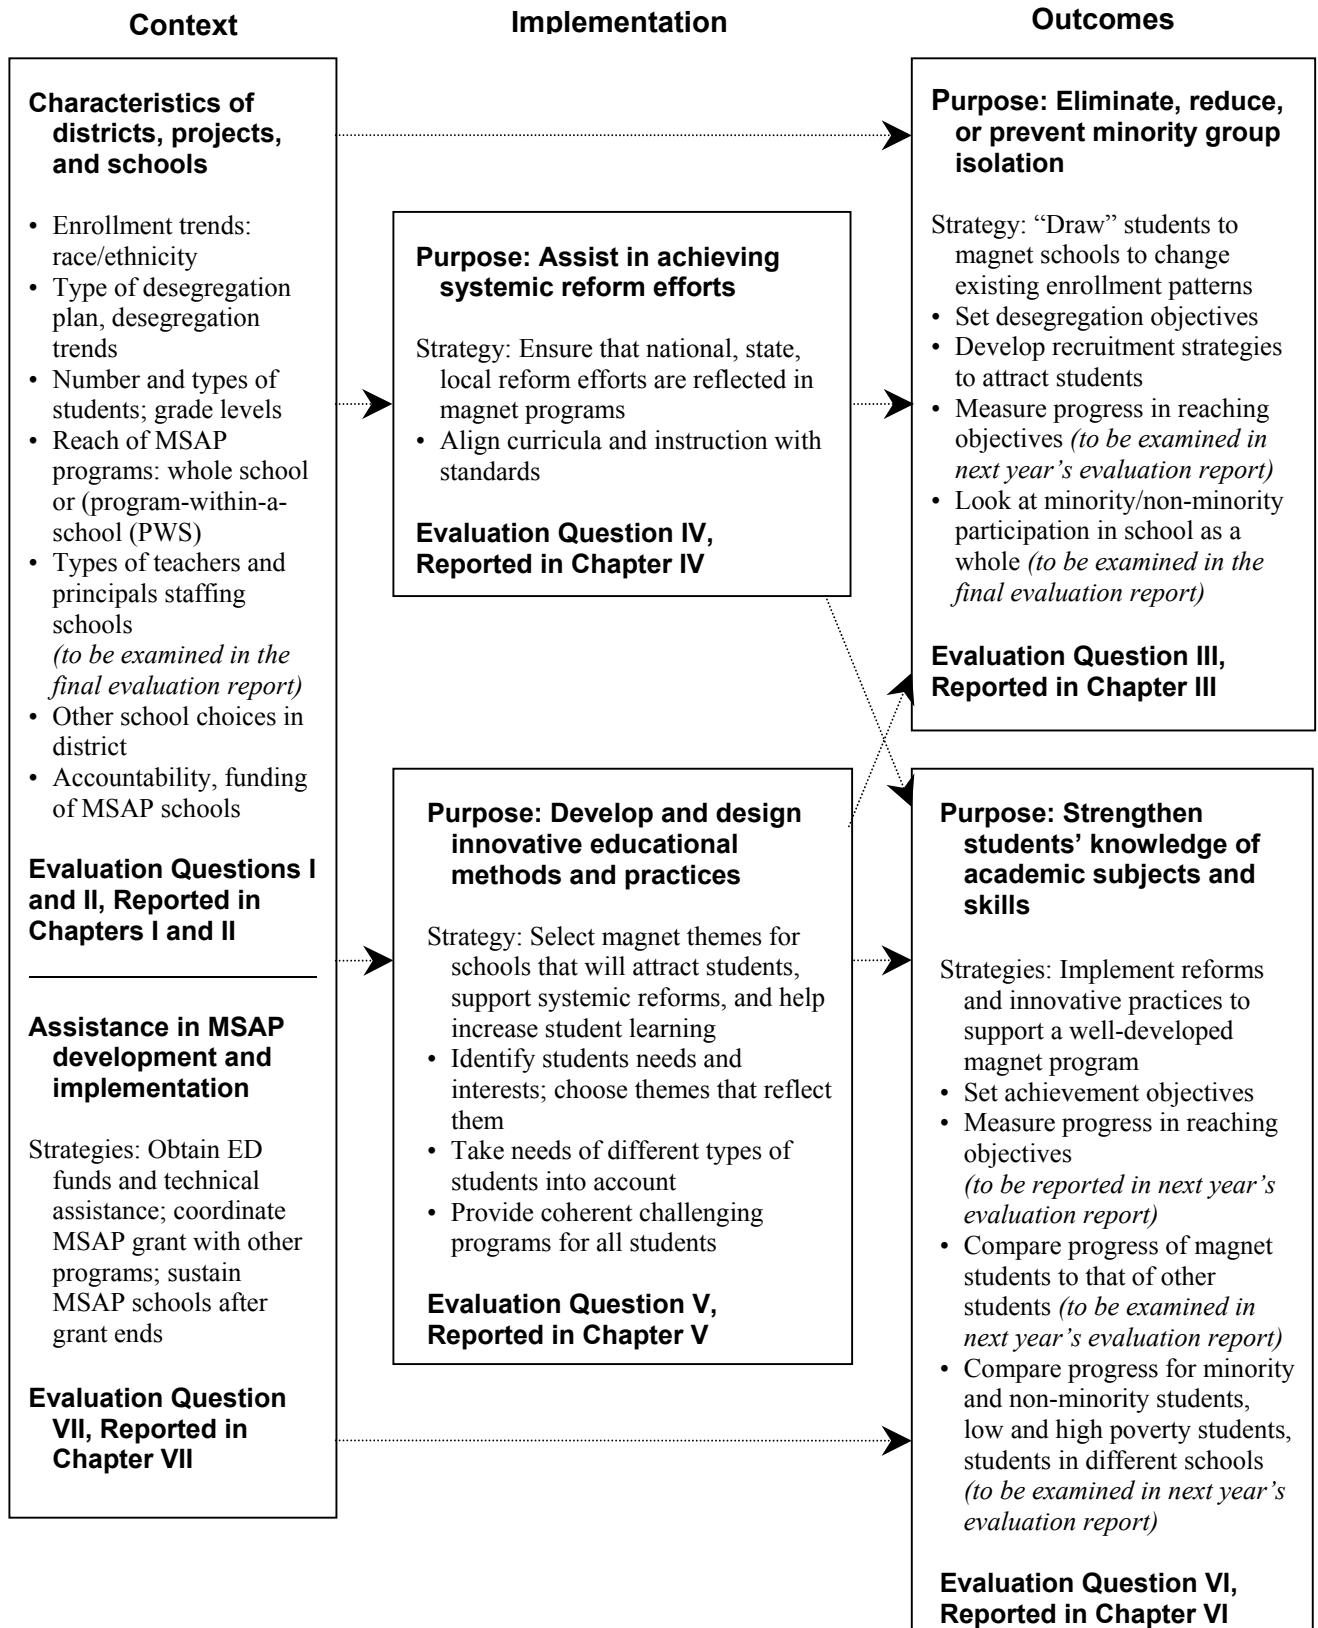 Context
Implementation
Outcomes
Characteristics of
districts, projects,
and schools
• Enrollment trends:
race/ethnicity
• Type of desegregation
plan, desegregation
trends
• Number and types of
students; grade levels
• Reach of MSAP
programs: whole school
or (program-within-a-
school (PWS)
• Types of teachers and
principals staffing
schools
(to be examined in the
final evaluation report)
• Other school choices in
district
• Accountability, funding
of MSAP schools
Evaluation Questions I
and II, Reported in
Chapters I and II
Assistance in MSAP
development and
implementation
Strategies: Obtain ED
funds and technical
assistance; coordinate
MSAP grant with other
programs; sustain
MSAP schools after
grant ends
Evaluation Question
VII, Reported in
Chapter VII
Purpose: Assist in achieving
systemic reform efforts
Strategy: Ensure that national, state,
local reform efforts are reflected in
magnet programs
• Align curricula and instruction with
standards
Evaluation Question IV,
Reported in Chapter IV
Purpose: Develop and design
innovative educational
methods and practices
Strategy: Select magnet themes for
schools that will attract students,
support systemic reforms, and help
increase student learning
• Identify students needs and
interests; choose themes that reflect
them
• Take needs of different types of
students into account
• Provide coherent challenging
programs for all students
Evaluation Question V,
Reported in Chapter V
Purpose: Eliminate, reduce,
or prevent minority group
isolation
Strategy: “Draw” students to
magnet schools to change
existing enrollment patterns
• Set desegregation objectives
• Develop recruitment strategies
to attract students
• Measure progress in reaching
objectives (to be examined in
next year’s evaluation report)
• Look at minority/non-minority
participation in school as a
whole (to be examined in the
final evaluation report)
Evaluation Question III,
Reported in Chapter III
Purpose: Strengthen
students’ knowledge of
academic subjects and
skills
Strategies: Implement reforms
and innovative practices to
support a well-developed
magnet program
• Set achievement objectives
• Measure progress in reaching
objectives
(to be reported in next year’s
evaluation report)
• Compare progress of magnet
students to that of other
students (to be examined in
next year’s evaluation report)
• Compare progress for minority
and non-minority students,
low and high poverty students,
students in different schools
(to be examined in next year’s
evaluation report)
Evaluation Question VI,
Reported in Chapter VI